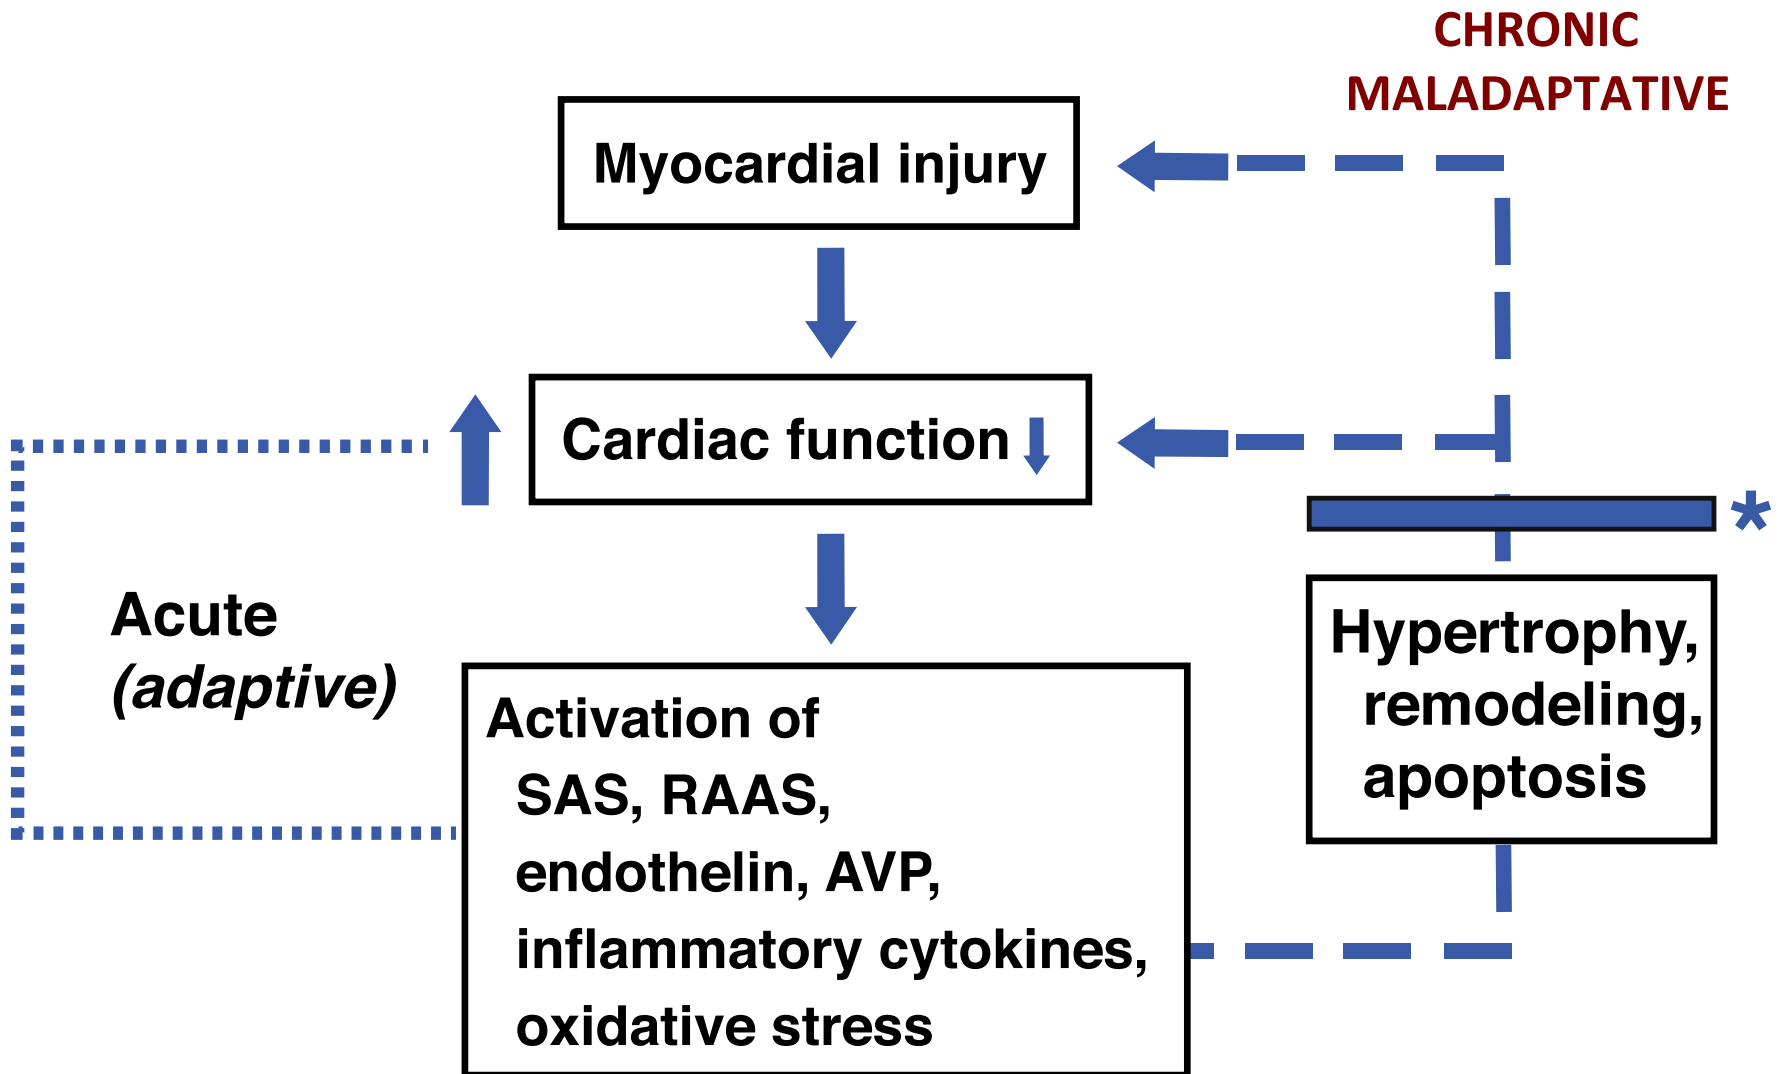 CHRONIC
MALADAPTATIVE
Myocardial injury
Cardiac function
*
Acute
(adaptive)
Hypertrophy,
remodeling,
apoptosis
Activation of
SAS, RAAS,
endothelin, AVP,
inflammatory cytokines,
oxidative stress